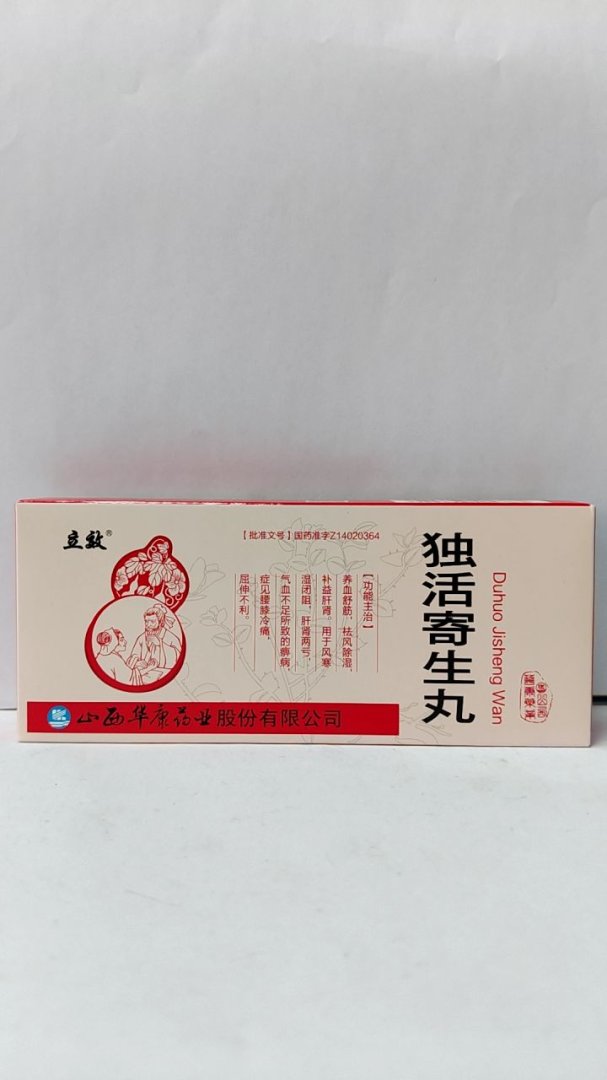 立效®
【批准文号】国药准字Z14020364
独活寄生丸
Duhuo Jisheng Wan
【功能主治】
养血舒筋，祛风除湿，
补益肝肾。用于风寒
湿闭阻，肝肾两亏，
气血不足所致的痹病，
症见腰膝冷痛，
屈伸不利。
山西华康药业股份有限公司